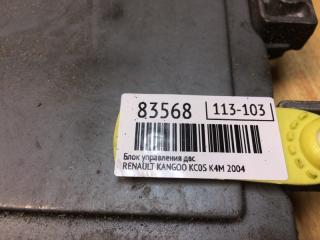 83568 113-103
Блок управления двс
RENAULT KANGOO KC0S K4M 2004